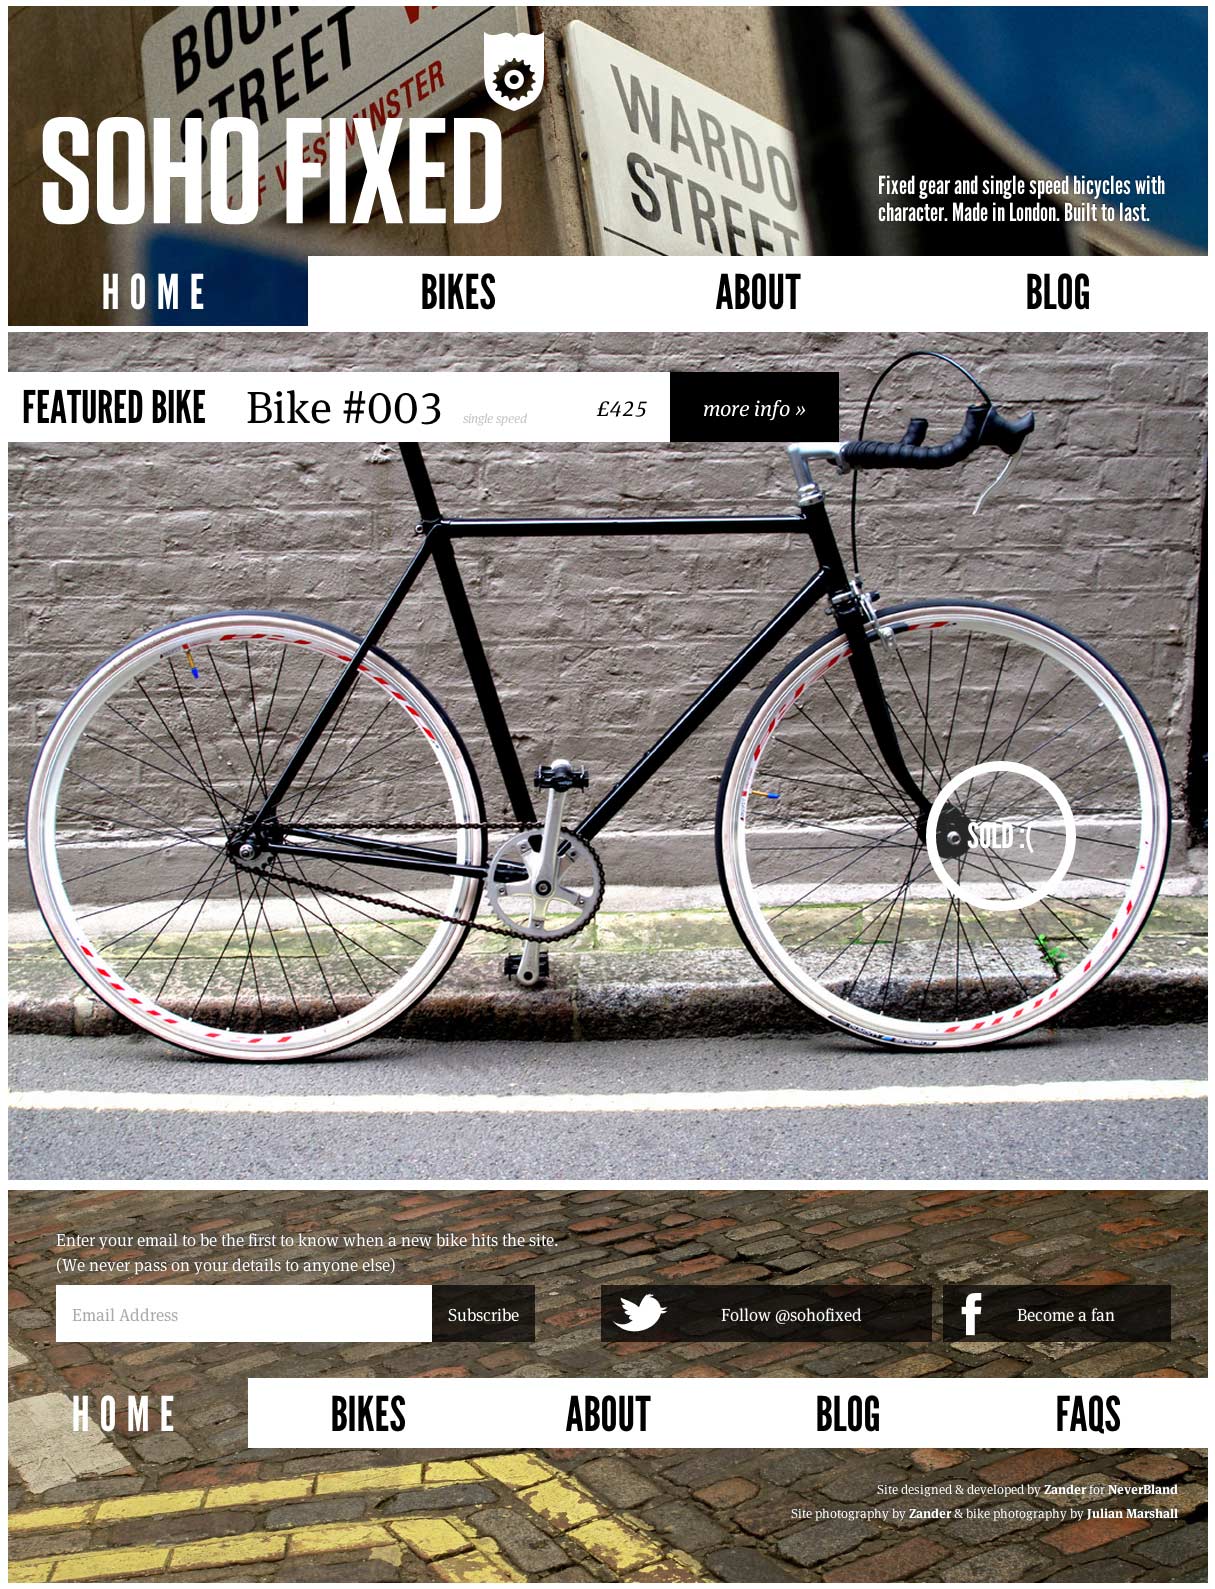 STREET
WESTMINSTER
WARDO
STREET
SOHO FIXED
Fixed gear and single speed bicycles with
character. Made in London. Built to last.
HOME BIKES ABOUT BLOG
FEATURED BIKE Bike #003 single speed £425 more info »
SOLD :(
Enter your email to be the first to know when a new bike hits the site.
(We never pass on your details to anyone else)
Email Address Subscribe Follow @sohofixed Become a fan
HOME BIKES ABOUT BLOG FAQS
Site designed & developed by Zander for NeverBland
Site photography by Zander & bike photography by Julian Marshall